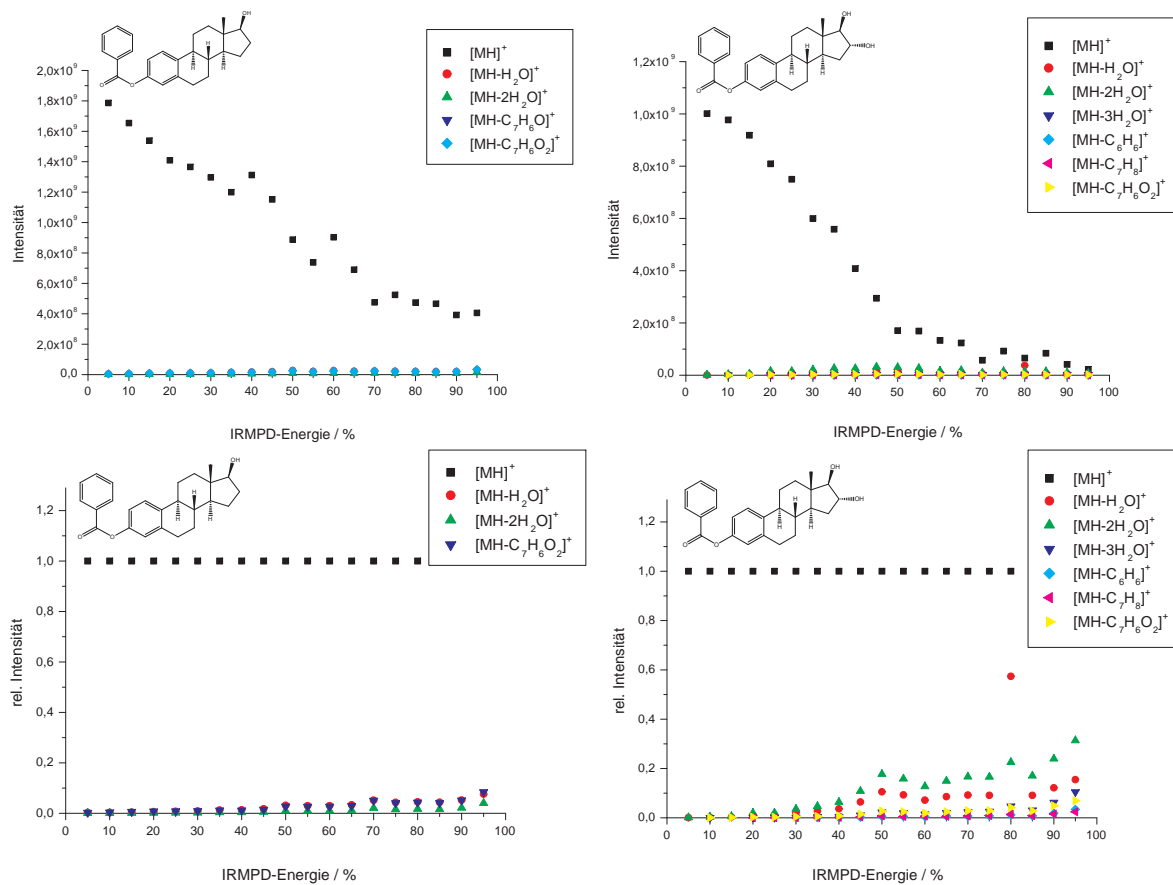 OH
H
H
H
O
O
[MH]⁺
[MH-H₂O]⁺
[MH-2H₂O]⁺
[MH-C₇H₆O]⁺
[MH-C₇H₆O₂]⁺
2,0x10⁹
1,8x10⁹
1,6x10⁹
1,4x10⁹
1,2x10⁹
1,0x10⁹
8,0x10⁸
6,0x10⁸
4,0x10⁸
2,0x10⁸
0,0
Intensität
0 10 20 30 40 50 60 70 80 90 100
IRMPD-Energie / %
OH
OH
H
H
H
O
O
[MH]⁺
[MH-H₂O]⁺
[MH-2H₂O]⁺
[MH-3H₂O]⁺
[MH-C₆H₆]⁺
[MH-C₇H₈]⁺
[MH-C₇H₆O₂]⁺
1,2x10⁹
1,0x10⁹
8,0x10⁸
6,0x10⁸
4,0x10⁸
2,0x10⁸
0,0
Intensität
0 10 20 30 40 50 60 70 80 90 100
IRMPD-Energie / %
OH
H
H
H
O
O
[MH]⁺
[MH-H₂O]⁺
[MH-2H₂O]⁺
[MH-C₇H₆O₂]⁺
1,2
1,0
0,8
0,6
0,4
0,2
0,0
rel. Intensität
0 10 20 30 40 50 60 70 80 90 100
IRMPD-Energie / %
OH
OH
H
H
H
O
O
[MH]⁺
[MH-H₂O]⁺
[MH-2H₂O]⁺
[MH-3H₂O]⁺
[MH-C₆H₆]⁺
[MH-C₇H₈]⁺
[MH-C₇H₆O₂]⁺
1,2
1,0
0,8
0,6
0,4
0,2
0,0
rel. Intensität
0 10 20 30 40 50 60 70 80 90 100
IRMPD-Energie / %